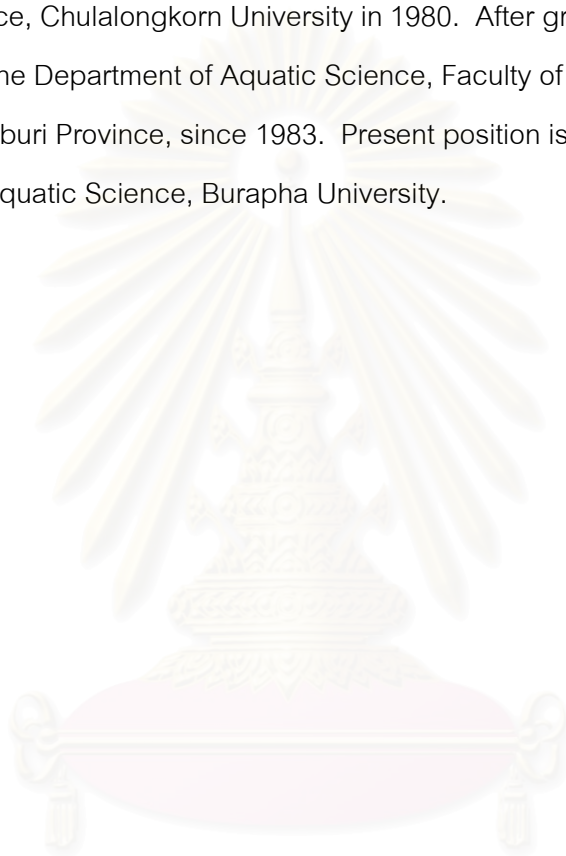 ce, Chulalongkorn University in 1980. After gr
ne Department of Aquatic Science, Faculty of
buri Province, since 1983. Present position is
quatic Science, Burapha University.